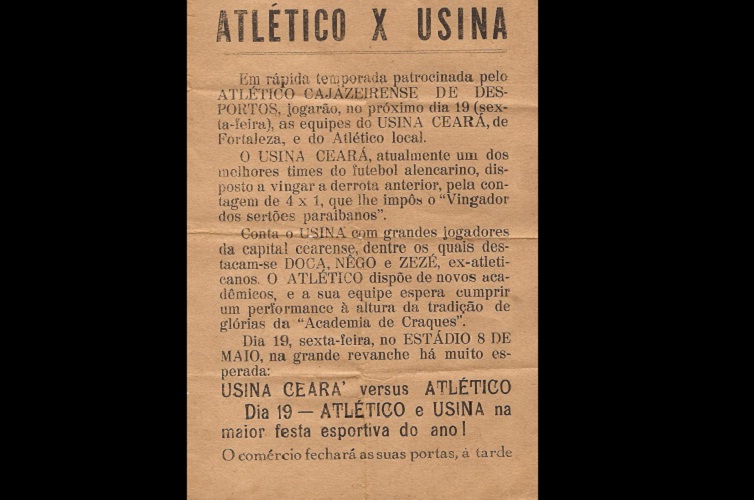 ATLÉTICO X USINA
Em rápida temporada patrocinada pelo
ATLÉTICO CAJAZEIRENSE DE DES-
PORTOS, jogarão, no próximo dia 19 (sex-
ta-feira), as equipes do USINA CEARÁ, de
Fortaleza, e do Atlético local.
O USINA CEARÁ, atualmente um dos
melhores times do futebol alencarino, dis-
posto a vingar a derrota anterior, pela con-
tagem de 4 x 1, que lhe impôs o "Vingador
dos sertões paraibanos".
Conta o USINA com grandes jogadores
da capital cearense, dentre os quais des-
tacam-se DOCA, NÊGO e ZEZÉ, ex-atleti-
canos. O ATLÉTICO dispõe de novos aca-
dêmicos, e a sua equipe espera cumprir
um performance à altura da tradição de
glórias da "Academia de Craques".
Dia 19, sexta-feira, no ESTÁDIO 8 DE
MAIO, na grande revanche há muito es-
perada:
USINA CEARA' versus ATLÉTICO
Dia 19 — ATLÉTICO e USINA na
maior festa esportiva do ano!
O comércio fechará as suas portas, à tarde